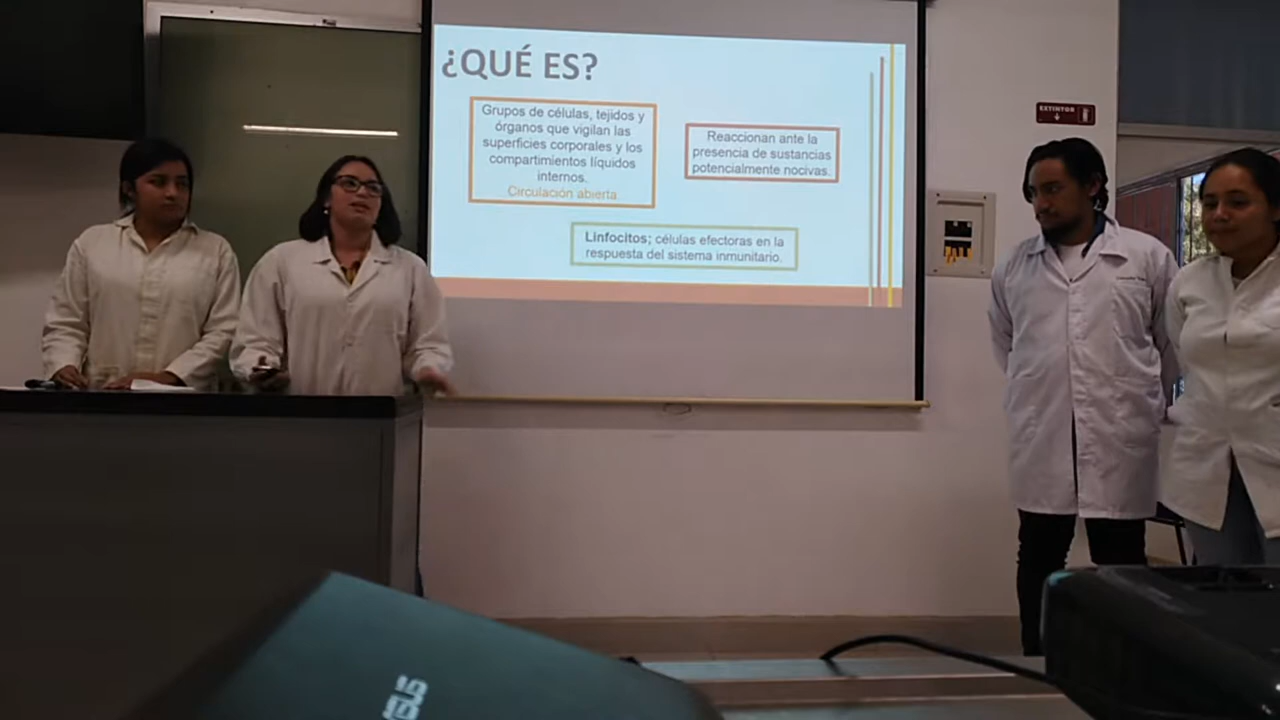 ¿QUÉ ES?
Grupos de células, tejidos y
órganos que vigilan las
superficies corporales y los
compartimientos líquidos
internos.
Circulación abierta.
Reaccionan ante la
presencia de sustancias
potencialmente nocivas.
Linfocitos; células efectoras en la
respuesta del sistema inmunitario.
EXTINTOR